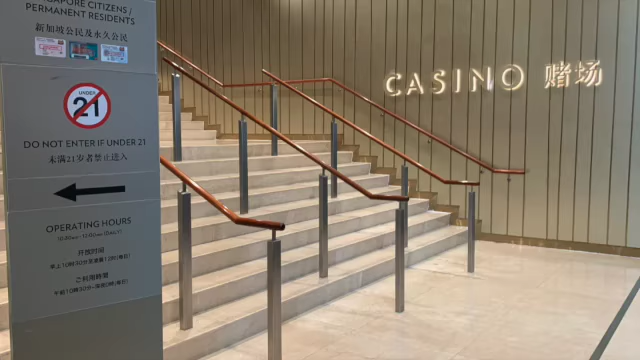 SINGAPORE CITIZENS /
PERMANENT RESIDENTS
新加坡公民及永久公民
UNDER
21
DO NOT ENTER IF UNDER 21
未满21岁者禁止进入
OPERATING HOURS
开放时间
ご利用時間
CASINO 赌场